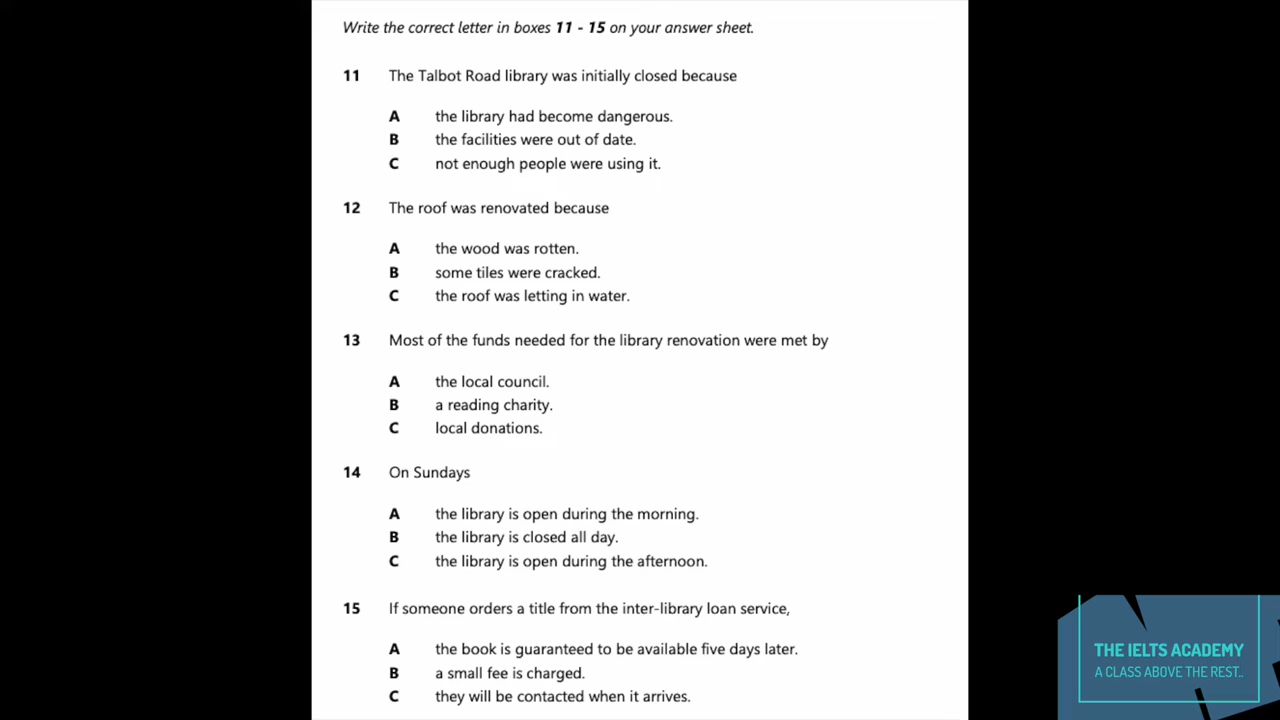 Write the correct letter in boxes 11 - 15 on your answer sheet.
11 The Talbot Road library was initially closed because
A the library had become dangerous.
B the facilities were out of date.
C not enough people were using it.
12 The roof was renovated because
A the wood was rotten.
B some tiles were cracked.
C the roof was letting in water.
13 Most of the funds needed for the library renovation were met by
A the local council.
B a reading charity.
C local donations.
14 On Sundays
A the library is open during the morning.
B the library is closed all day.
C the library is open during the afternoon.
15 If someone orders a title from the inter-library loan service,
A the book is guaranteed to be available five days later.
B a small fee is charged.
C they will be contacted when it arrives.
THE IELTS ACADEMY
A CLASS ABOVE THE REST..